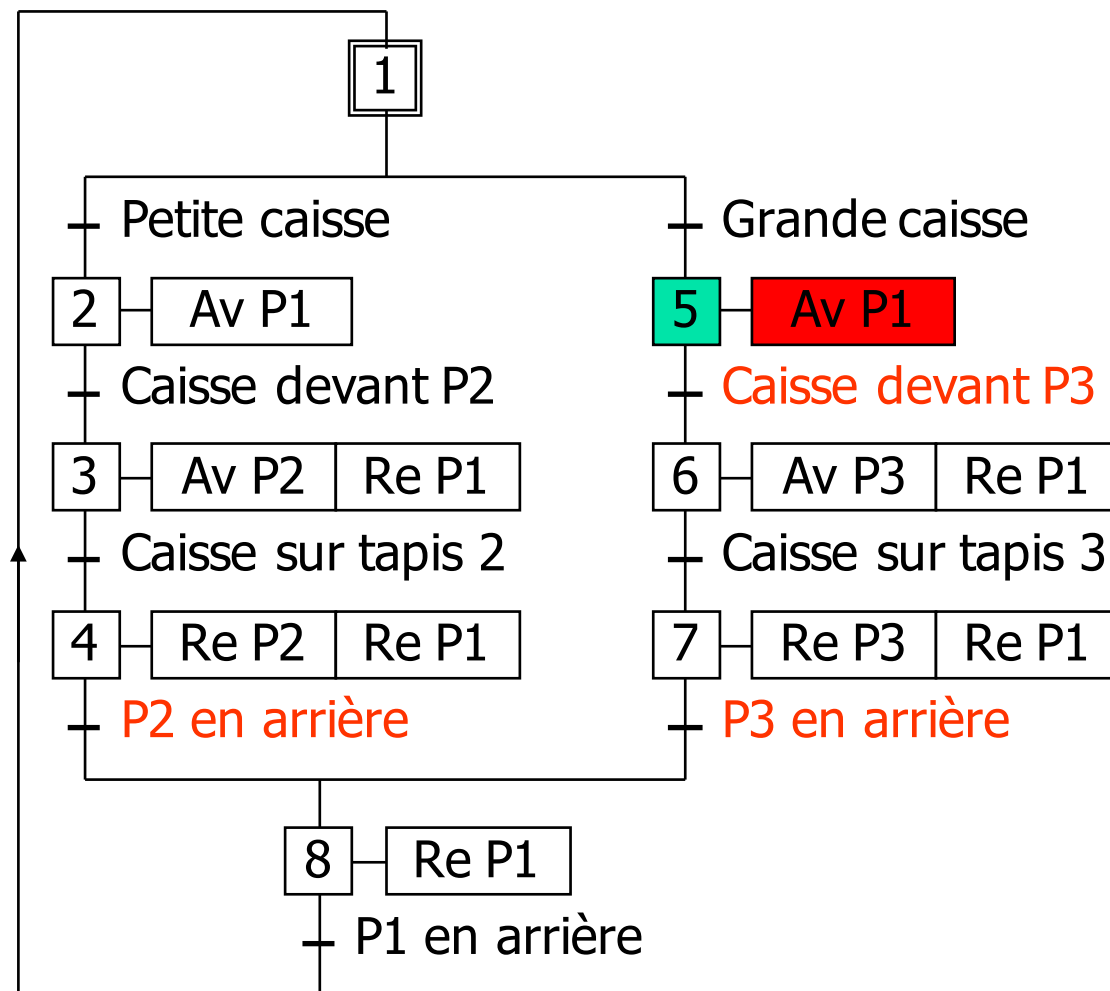 1
Petite caisse
Grande caisse
2 Av P1
5 Av P1
Caisse devant P2
Caisse devant P3
3 Av P2 Re P1
6 Av P3 Re P1
Caisse sur tapis 2
Caisse sur tapis 3
4 Re P2 Re P1
7 Re P3 Re P1
P2 en arrière
P3 en arrière
8 Re P1
P1 en arrière